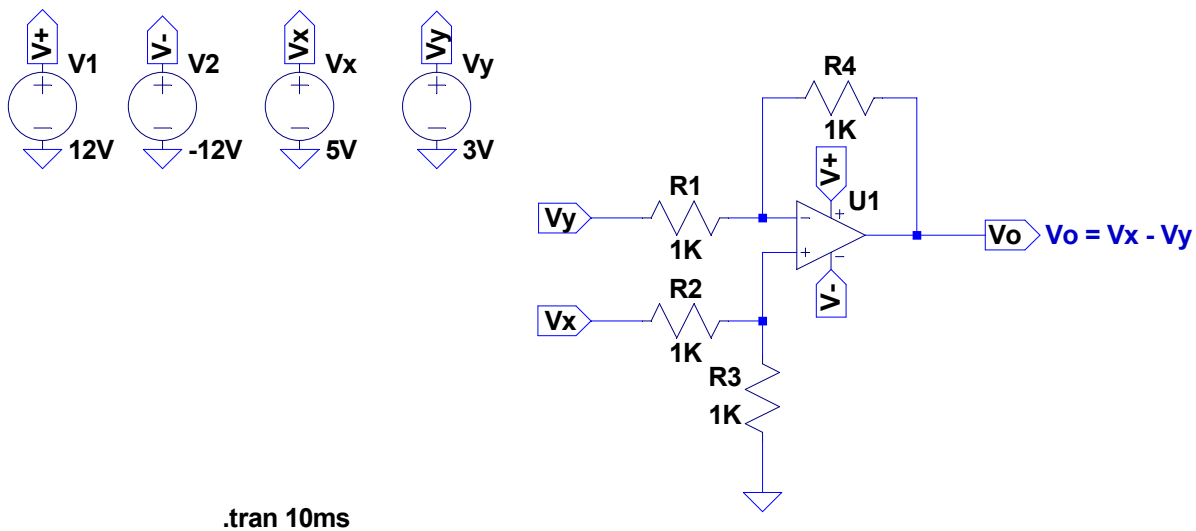 V+
V1
12V
V-
V2
-12V
Vx
Vx
5V
Vy
Vy
3V
R4
1K
V+
+
U1
Vy
R1
1K
Vo
Vo = Vx - Vy
V-
Vx
R2
1K
R3
1K
.tran 10ms